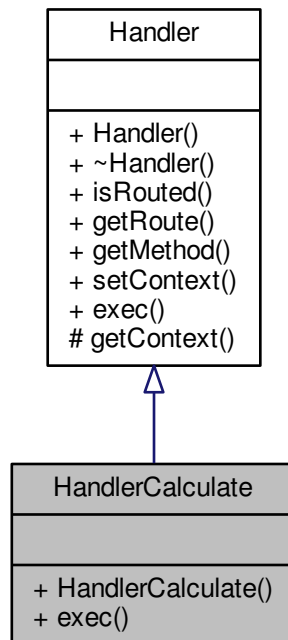 Handler
+ Handler()
+ ~Handler()
+ isRouted()
+ getRoute()
+ getMethod()
+ setContext()
+ exec()
# getContext()
HandlerCalculate
+ HandlerCalculate()
+ exec()